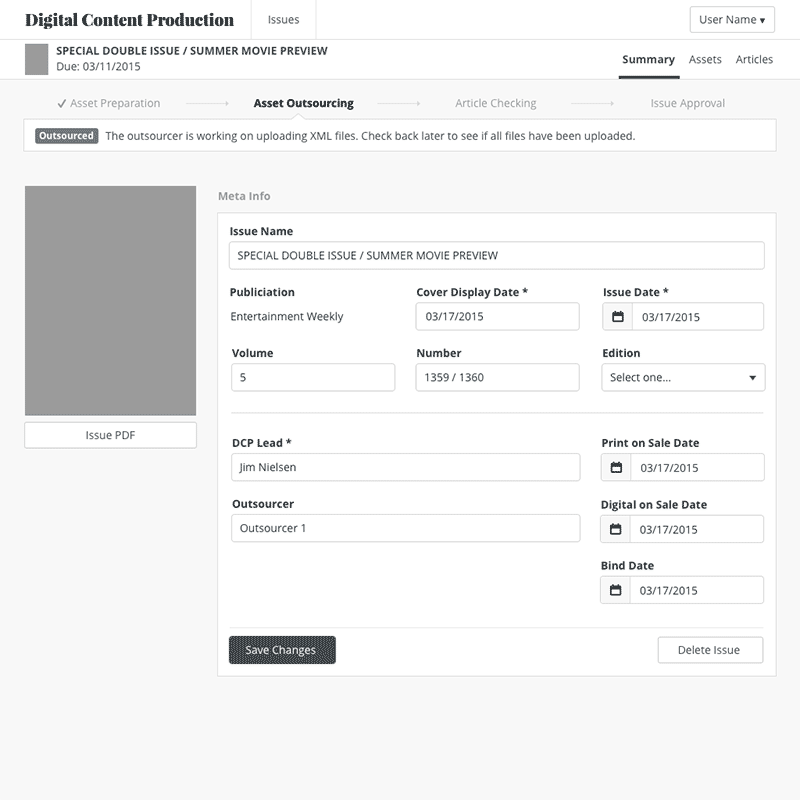 Digital Content Production
Issues
User Name ▾
SPECIAL DOUBLE ISSUE / SUMMER MOVIE PREVIEW
Due: 03/11/2015
Summary
Assets
Articles
✓ Asset Preparation
Asset Outsourcing
Article Checking
Issue Approval
Outsourced The outsourcer is working on uploading XML files. Check back later to see if all files have been uploaded.
Issue PDF
Meta Info
Issue Name
SPECIAL DOUBLE ISSUE / SUMMER MOVIE PREVIEW
Publiciation
Cover Display Date *
Issue Date *
Entertainment Weekly
03/17/2015
03/17/2015
Volume
Number
Edition
5
1359 / 1360
Select one...
DCP Lead *
Print on Sale Date
Jim Nielsen
03/17/2015
Outsourcer
Digital on Sale Date
Outsourcer 1
03/17/2015
Bind Date
03/17/2015
Save Changes
Delete Issue